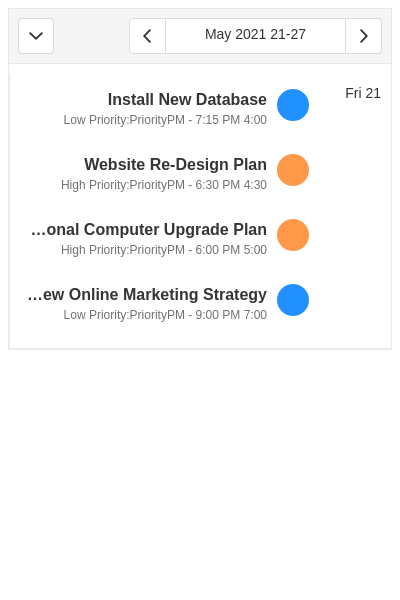 May 2021 21-27
Fri 21
Install New Database
Low Priority:PriorityPM - 7:15 PM 4:00
Website Re-Design Plan
High Priority:PriorityPM - 6:30 PM 4:30
...onal Computer Upgrade Plan
High Priority:PriorityPM - 6:00 PM 5:00
...ew Online Marketing Strategy
Low Priority:PriorityPM - 9:00 PM 7:00